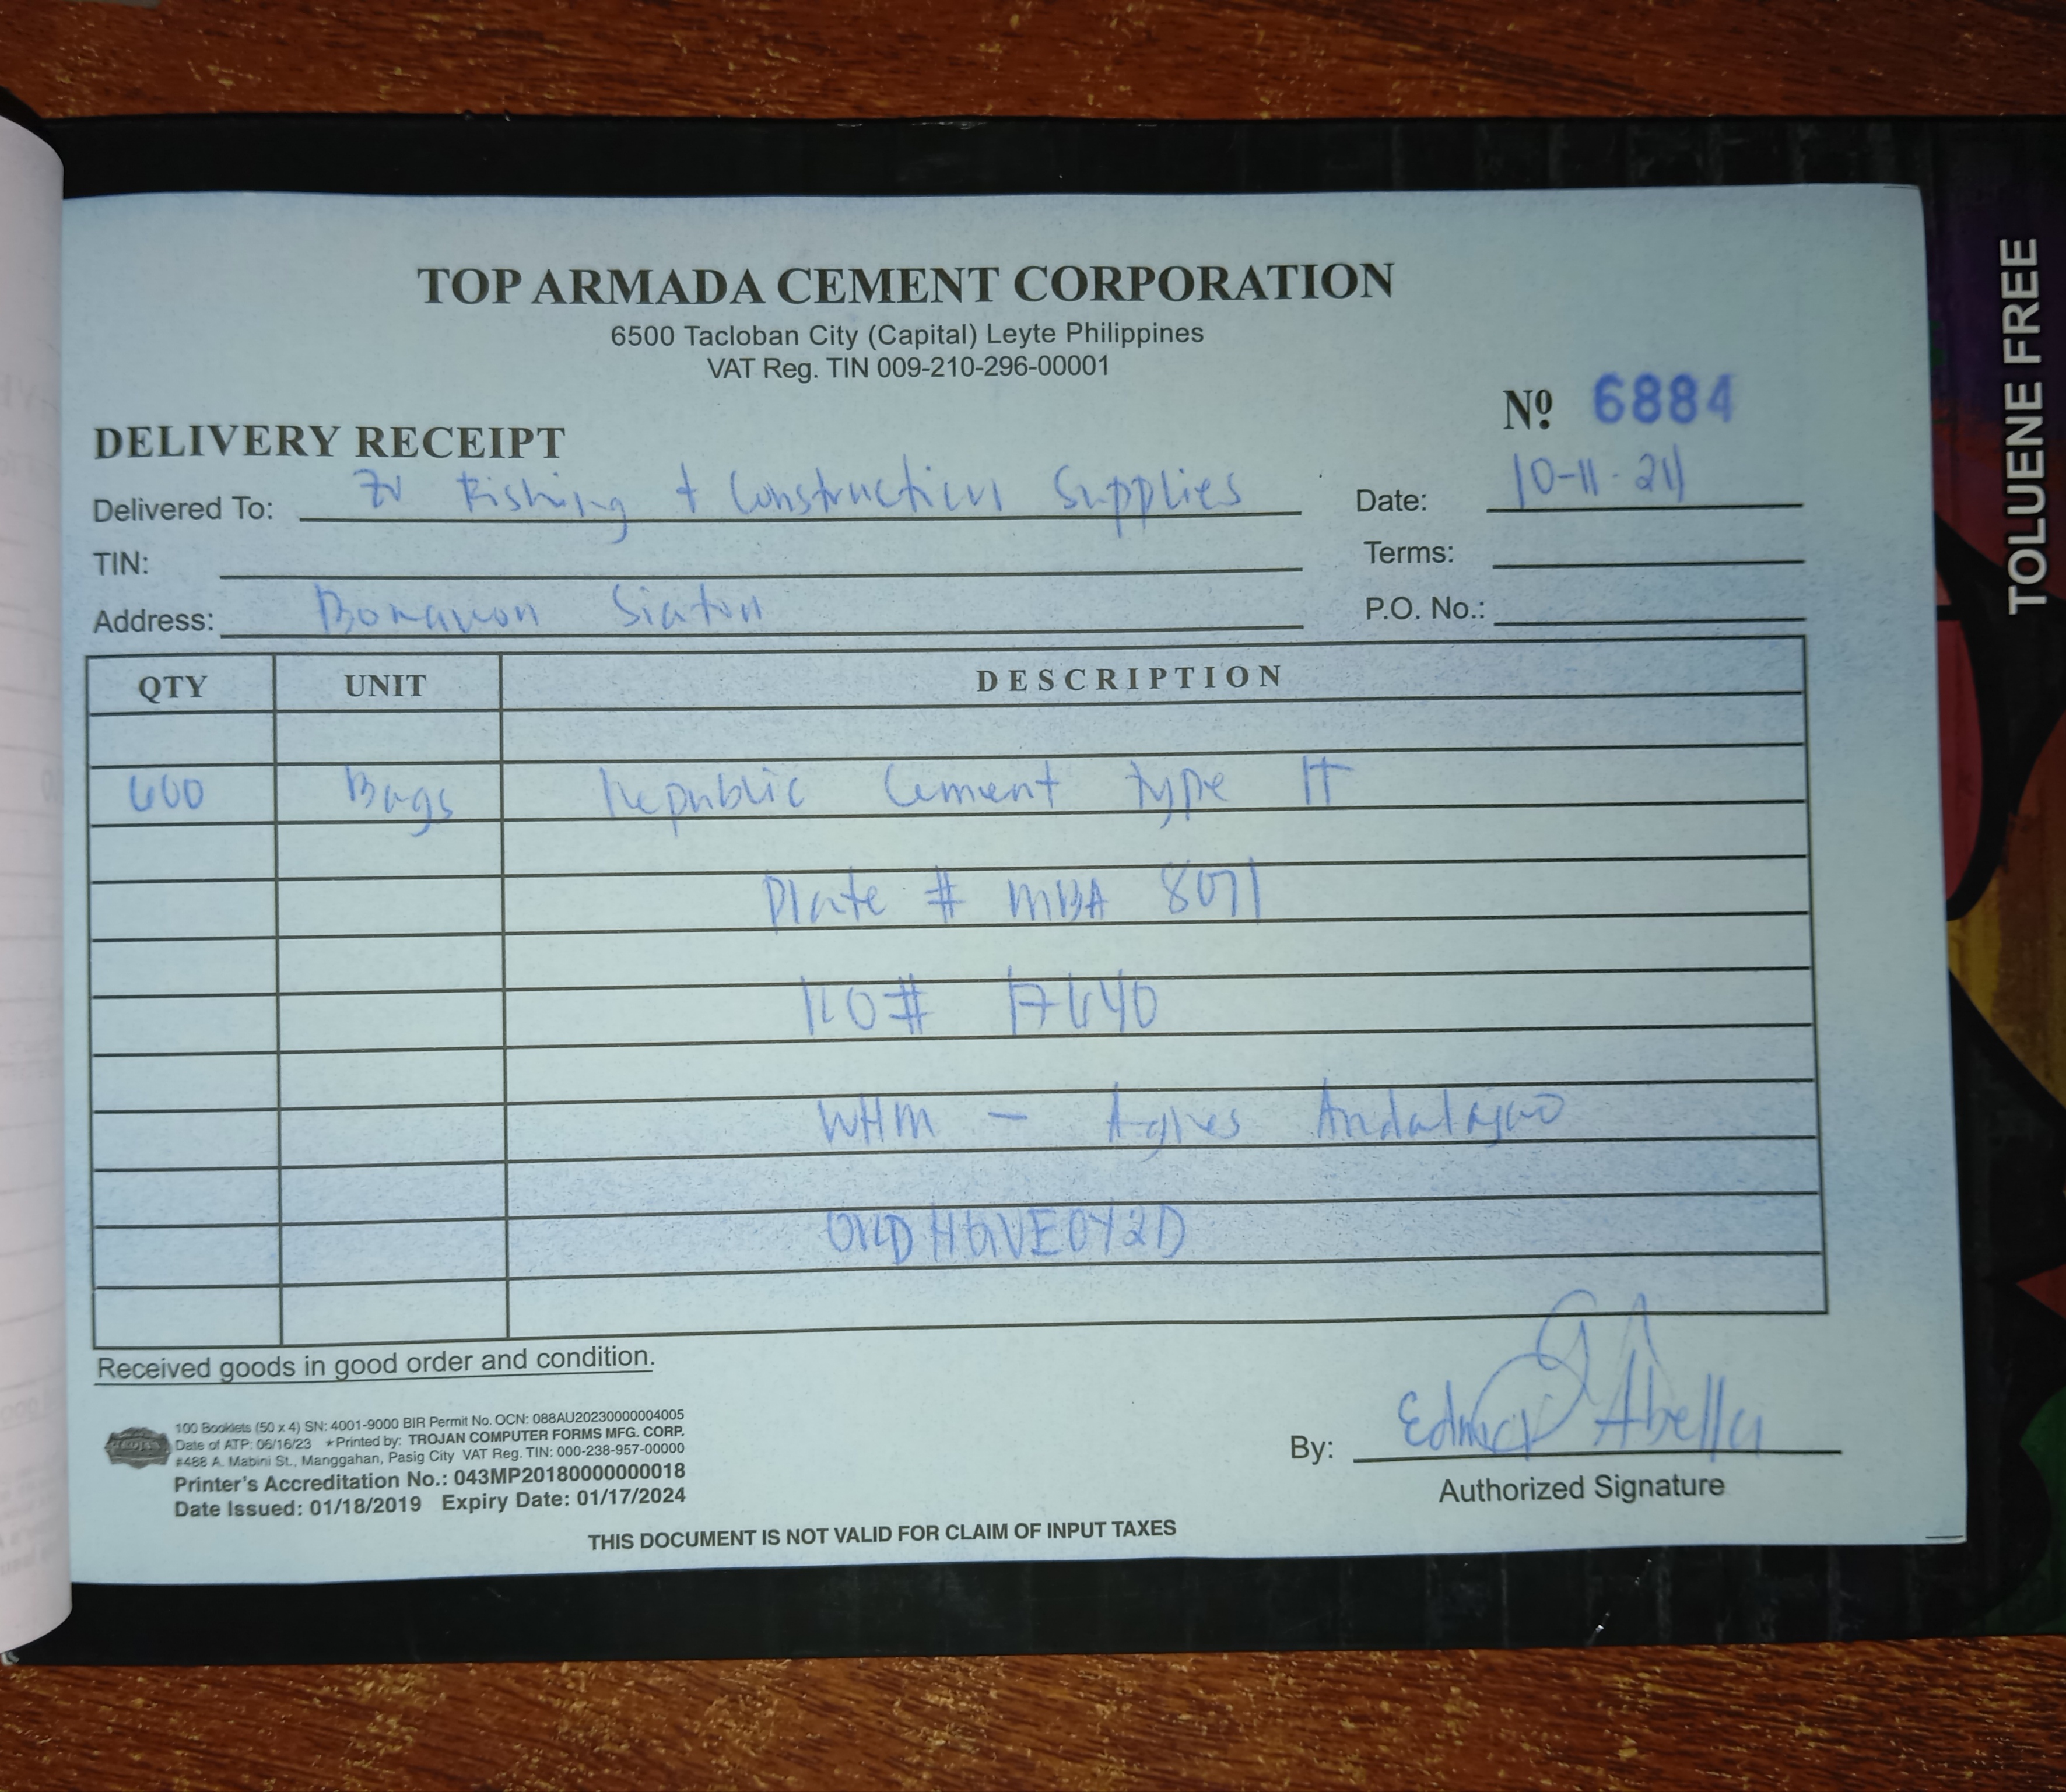 TOP ARMADA CEMENT CORPORATION
6500 Tacloban City (Capital) Leyte Philippines
VAT Reg. TIN 009-210-296-00001
Nº 6884
DELIVERY RECEIPT
Delivered To: Fishing + Construction Supplies Date: 10-11-24
TIN: Terms:
Address: Bonawon Siaton P.O. No.:
QTY UNIT DESCRIPTION
600 Bags Republic Cement type 1T
Plate # MBA 8071
17640
WHM - Agnes
Received goods in good order and condition.
100 Booklets (50 x 4) SN: 4001-9000 BIR Permit No. OCN: 088AU20230000004005
Date of ATP: 06/16/23 *Printed by: TROJAN COMPUTER FORMS MFG. CORP.
#488 A. Mabini St., Manggahan, Pasig City VAT Reg. TIN: 000-238-957-00000
Printer's Accreditation No.: 043MP20180000000018
Date Issued: 01/18/2019 Expiry Date: 01/17/2024
By: Abella
Authorized Signature
THIS DOCUMENT IS NOT VALID FOR CLAIM OF INPUT TAXES
TOLUENE FREE